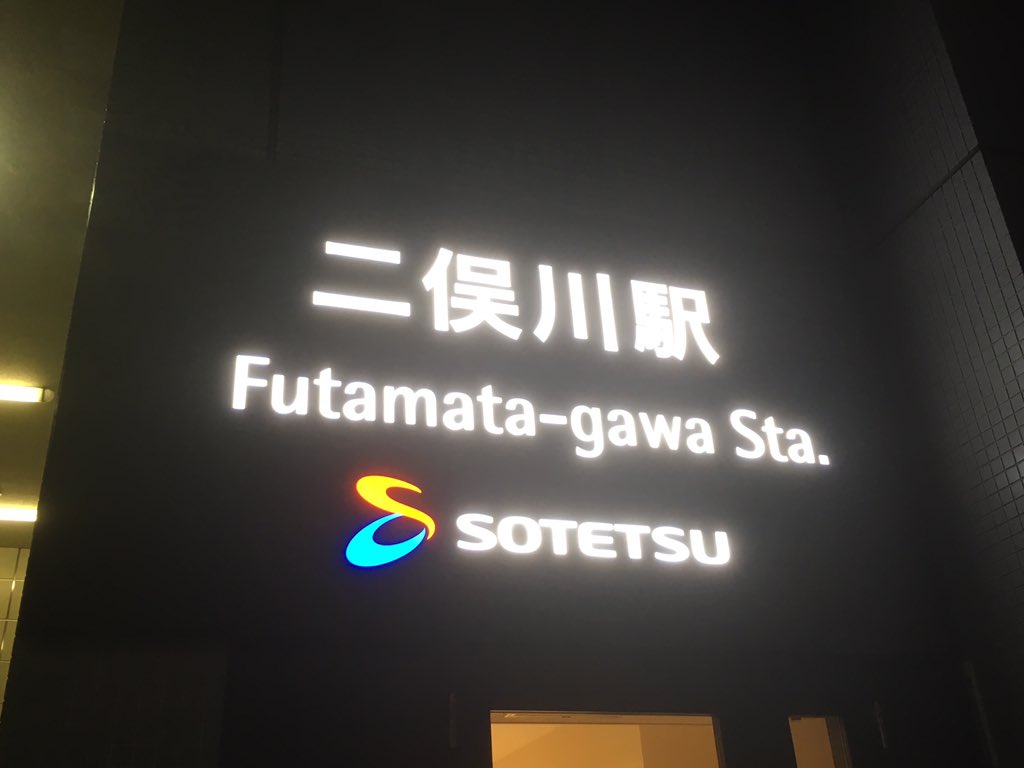 二俣川駅
Futamata-gawa Sta.
SOTETSU